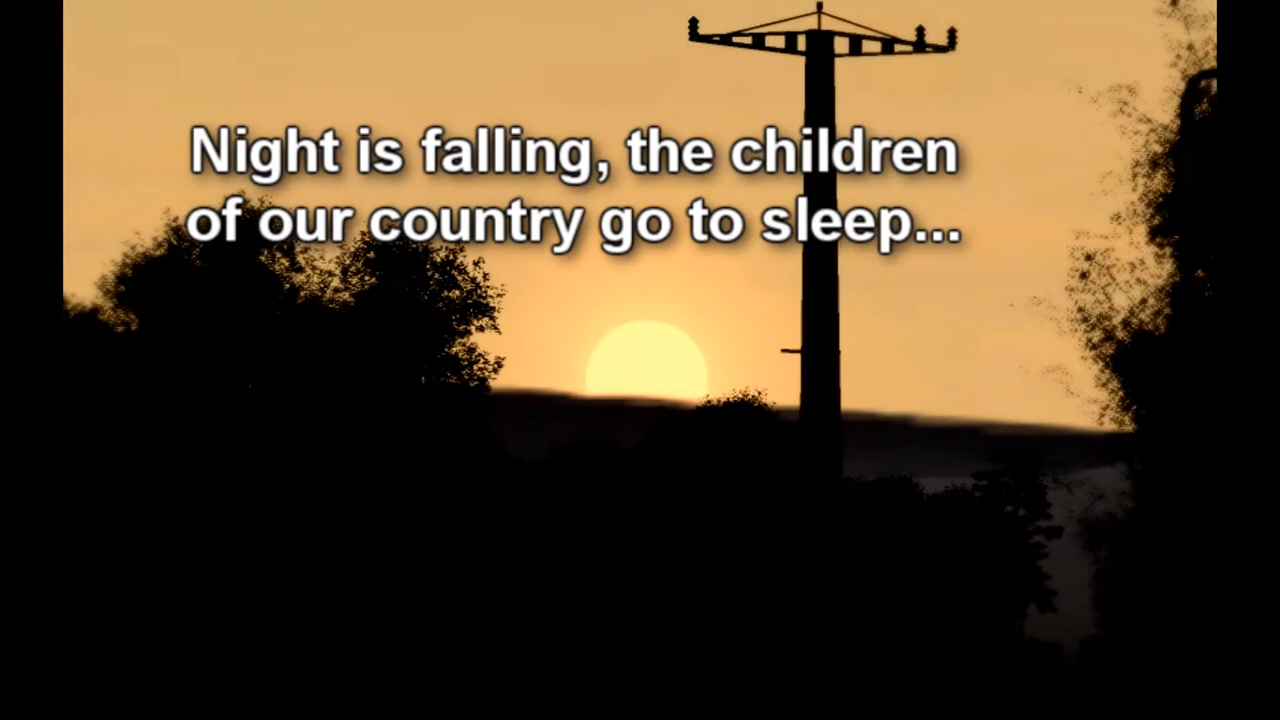 Night is falling, the children
of our country go to sleep...